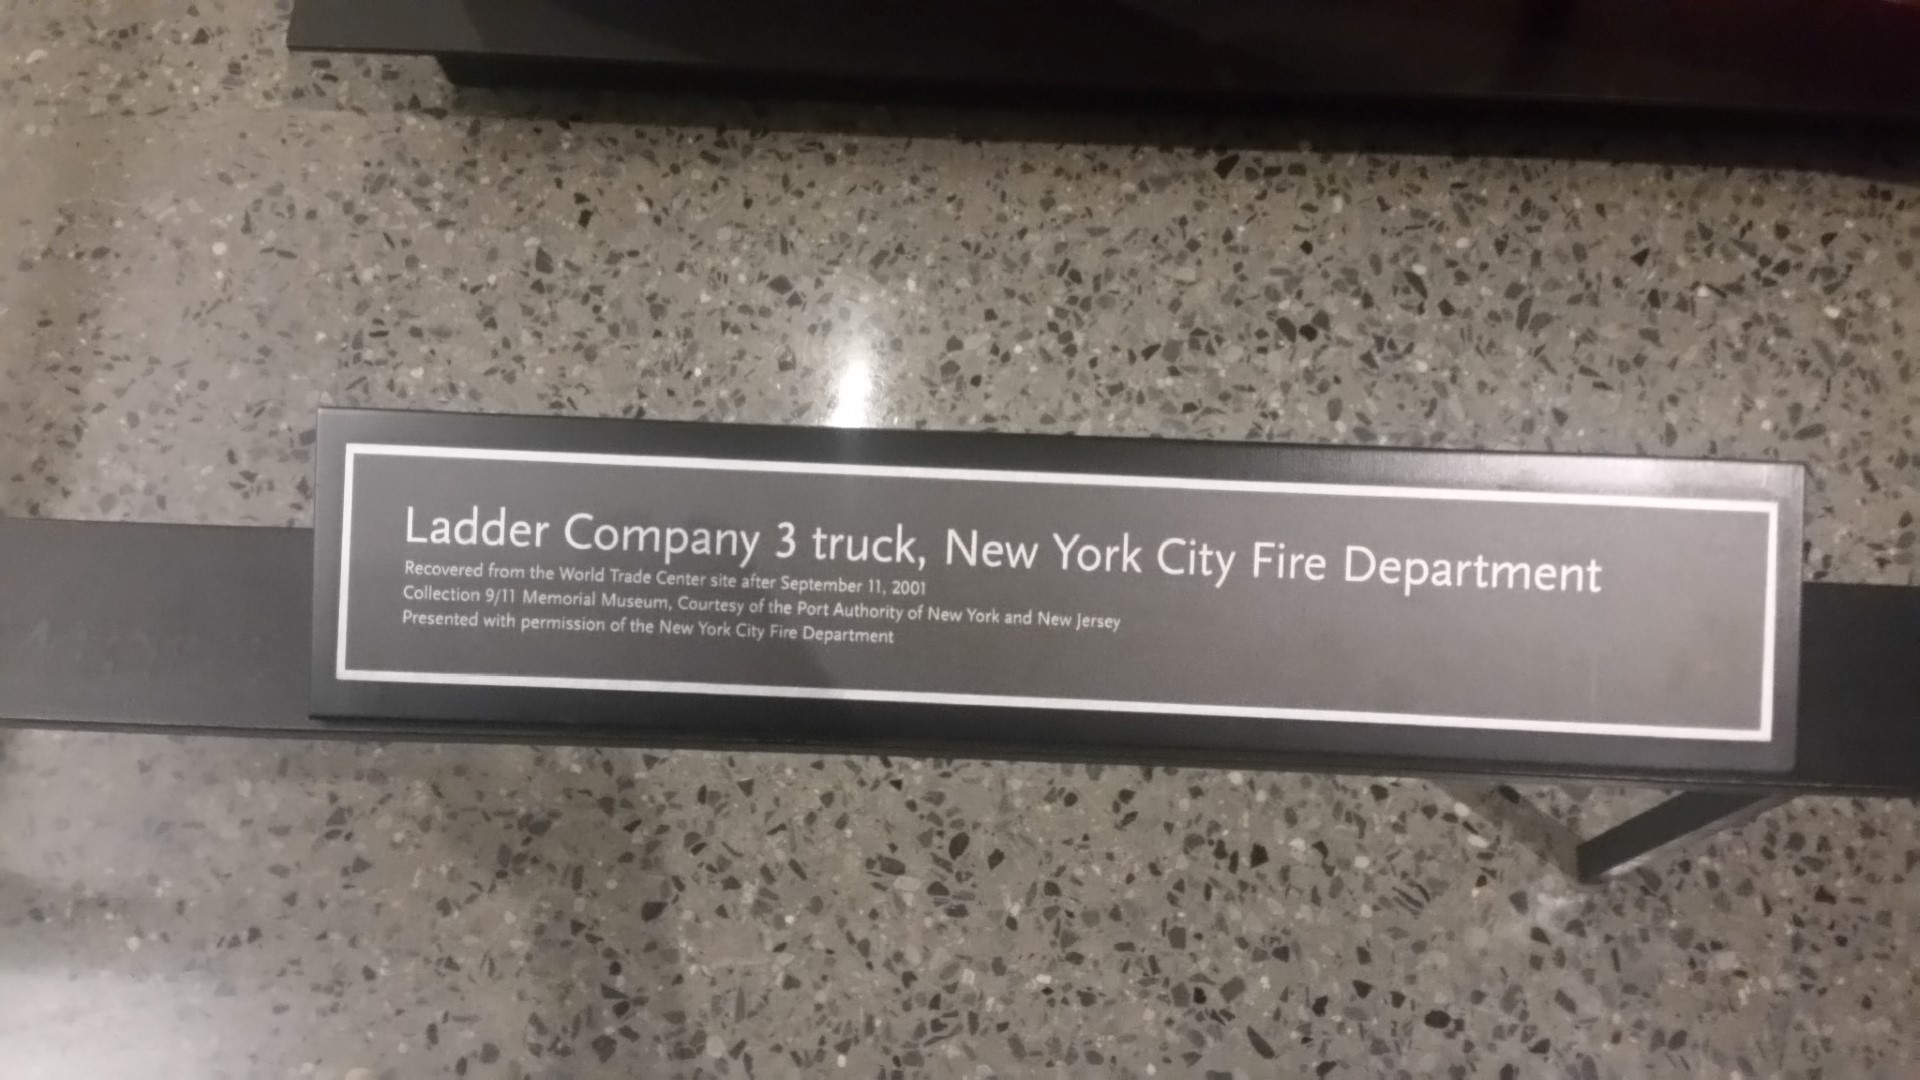 Ladder Company 3 truck, New York City Fire Department
Recovered from the World Trade Center site after September 11, 2001
Collection 9/11 Memorial Museum, Courtesy of the Port Authority of New York and New Jersey
Presented with permission of the New York City Fire Department